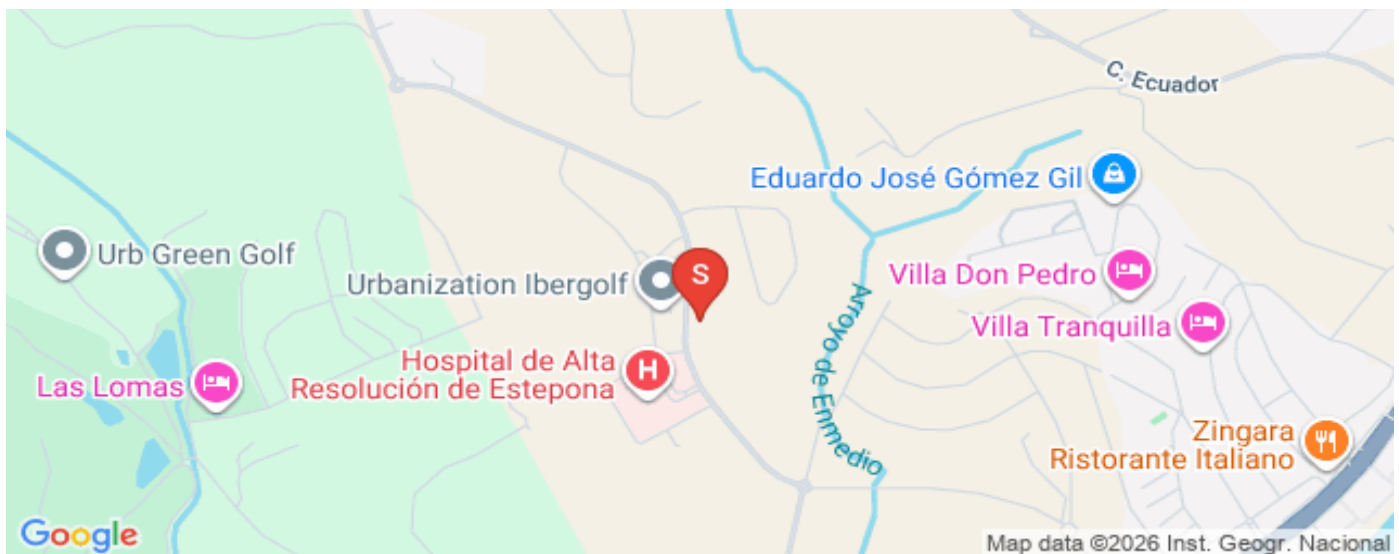 C. Ecuador
Eduardo José Gómez Gil
Urb Green Golf
Urbanization Ibergolf
S
Villa Don Pedro
Villa Tranquilla
Arroyo de Enmedio
Hospital de Alta
Resolución de Estepona
H
Las Lomas
Zingara
Ristorante Italiano
Google
Map data ©2026 Inst. Geogr. Nacional